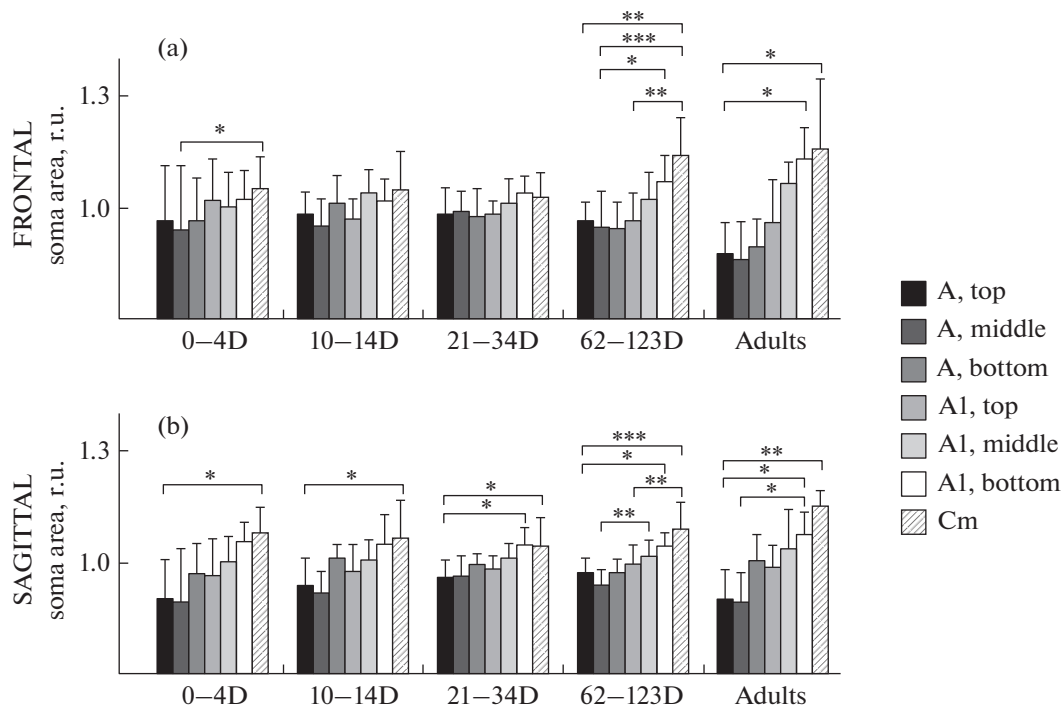 (a)
FRONTAL
soma area, r.u.
1.3
1.0
*
**
***
*
**
*
*
0–4D 10–14D 21–34D 62–123D Adults
(b)
SAGITTAL
soma area, r.u.
1.3
1.0
*
*
*
*
***
*
**
**
**
*
*
0–4D 10–14D 21–34D 62–123D Adults
A, top
A, middle
A, bottom
A1, top
A1, middle
A1, bottom
Cm